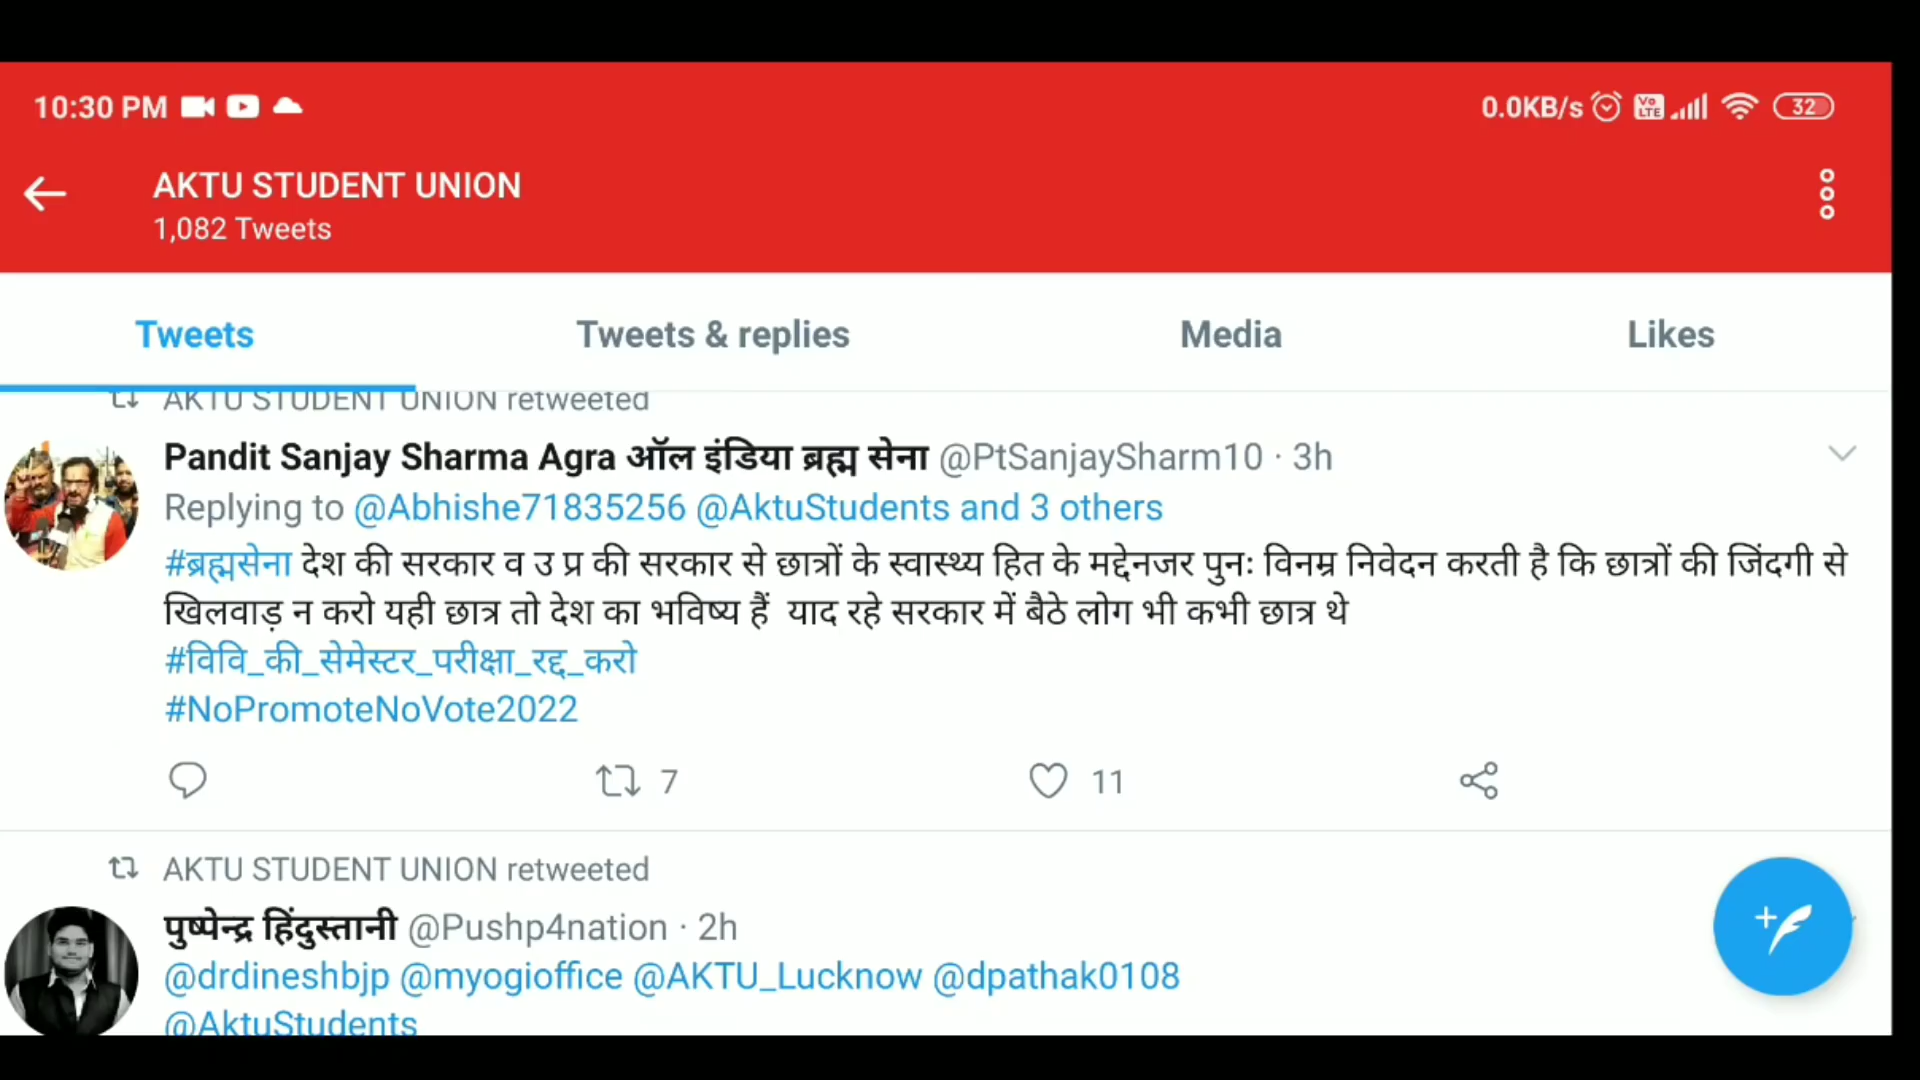 10:30 PM 0.0KB/s Vo LTE 32
AKTU STUDENT UNION
1,082 Tweets
Tweets Tweets & replies Media Likes
AKTU STUDENT UNION retweeted
Pandit Sanjay Sharma Agra ऑल इंडिया ब्रह्म सेना @PtSanjaySharm10 · 3h
Replying to @Abhishe71835256 @AktuStudents and 3 others
#ब्रह्मसेना देश की सरकार व उ प्र की सरकार से छात्रों के स्वास्थ्य हित के मद्देनजर पुनः विनम्र निवेदन करती है कि छात्रों की जिंदगी से
खिलवाड़ न करो यही छात्र तो देश का भविष्य हैं याद रहे सरकार में बैठे लोग भी कभी छात्र थे
#विवि_की_सेमेस्टर_परीक्षा_रद्द_करो
#NoPromoteNoVote2022
7 11
AKTU STUDENT UNION retweeted
पुष्पेन्द्र हिंदुस्तानी @Pushp4nation · 2h
@drdineshbjp @myogioffice @AKTU_Lucknow @dpathak0108
@AktuStudents